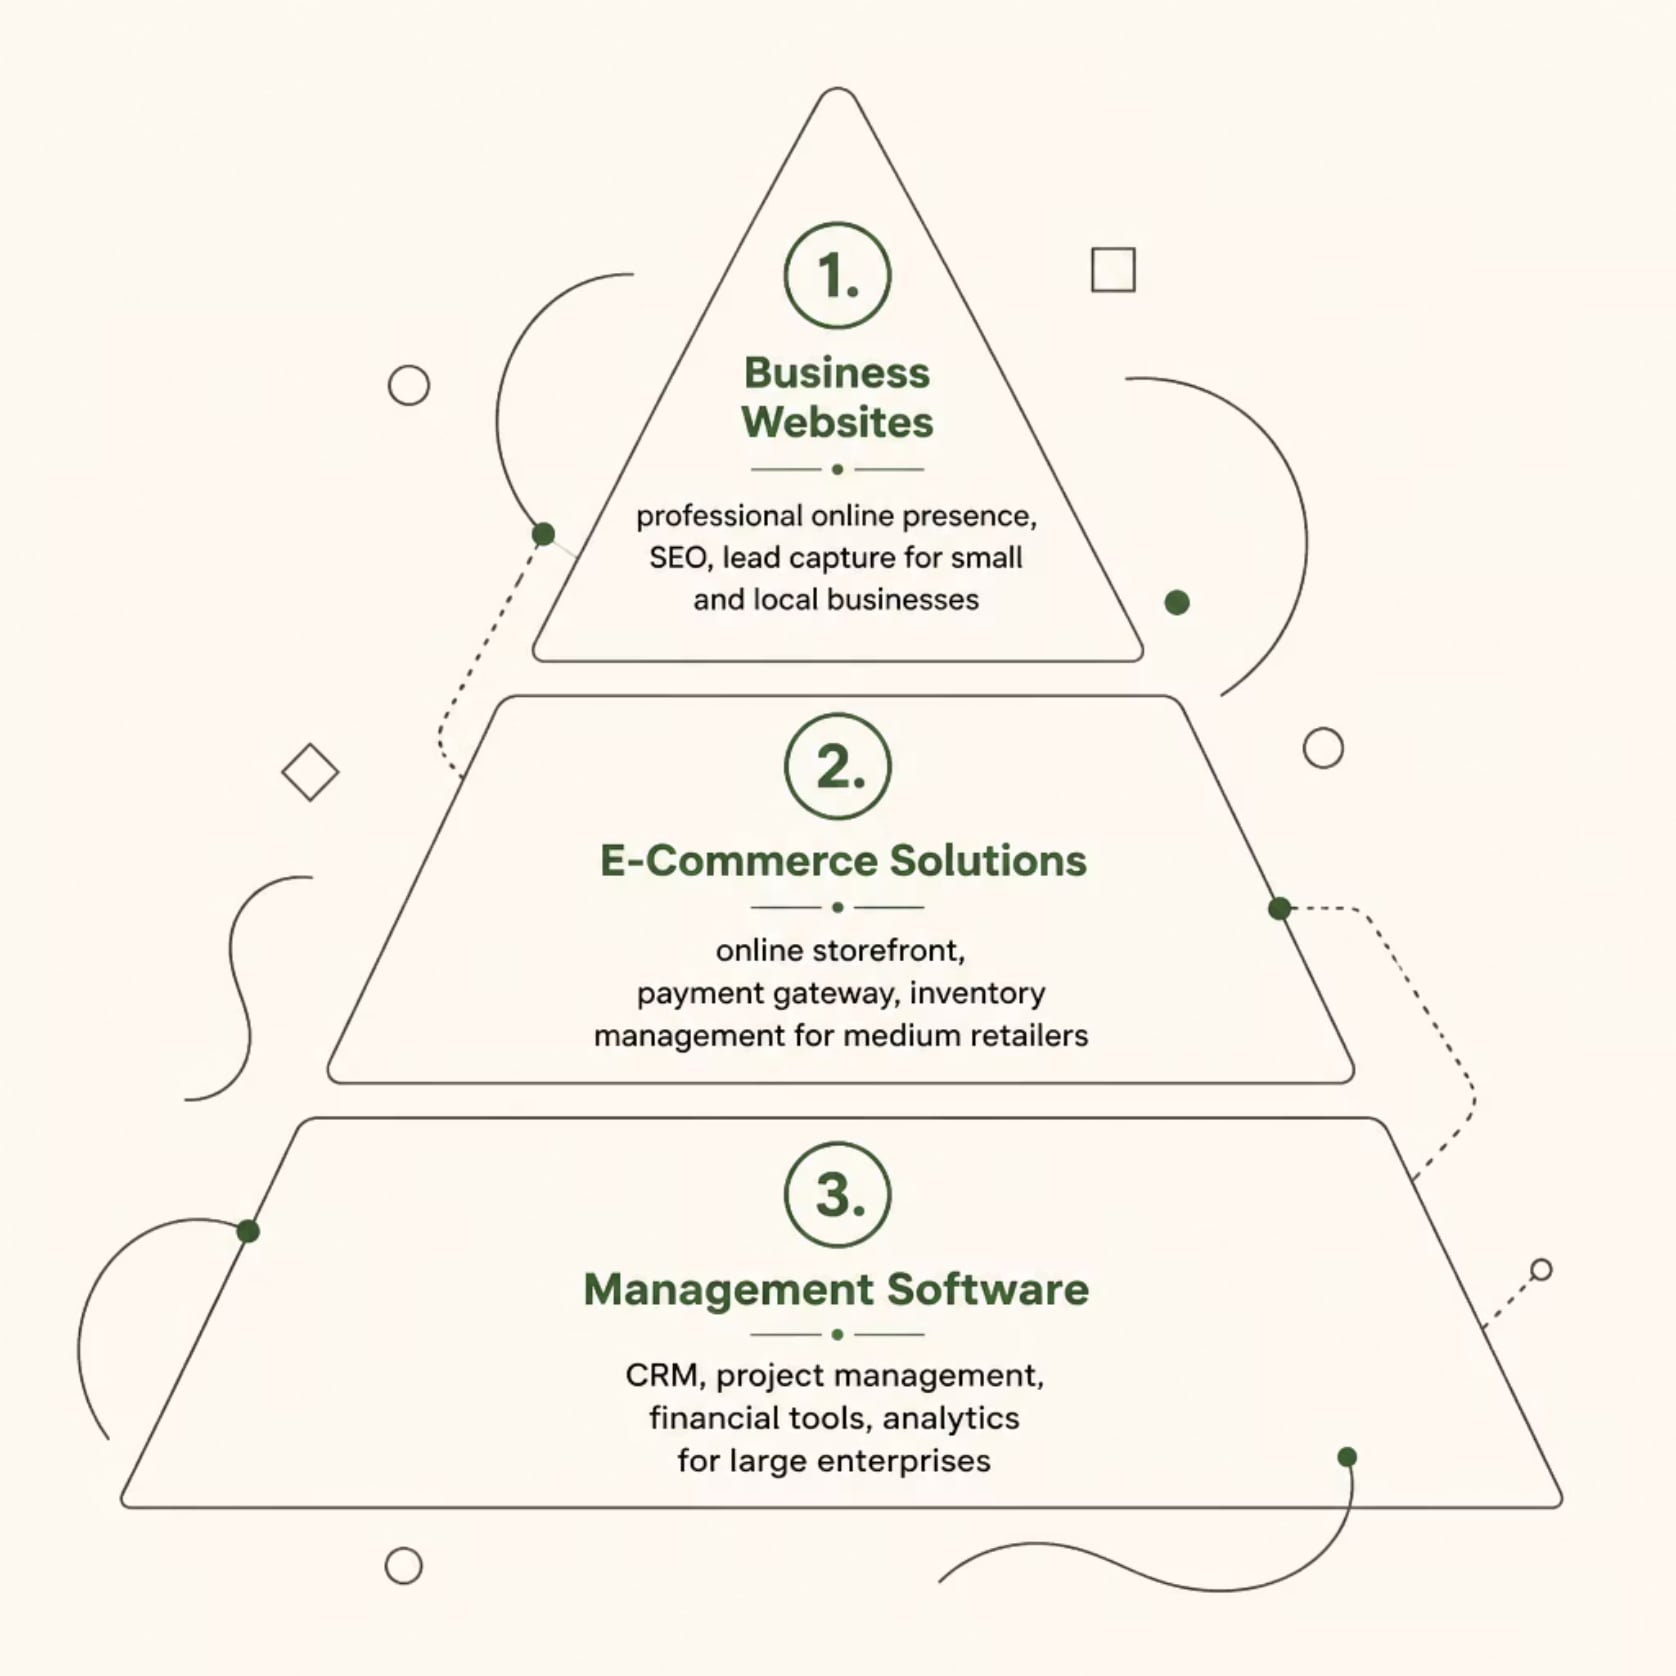 1.
Business
Websites
professional online presence,
SEO, lead capture for small
and local businesses
2.
E-Commerce Solutions
online storefront,
payment gateway, inventory
management for medium retailers
3.
Management Software
CRM, project management,
financial tools, analytics
for large enterprises